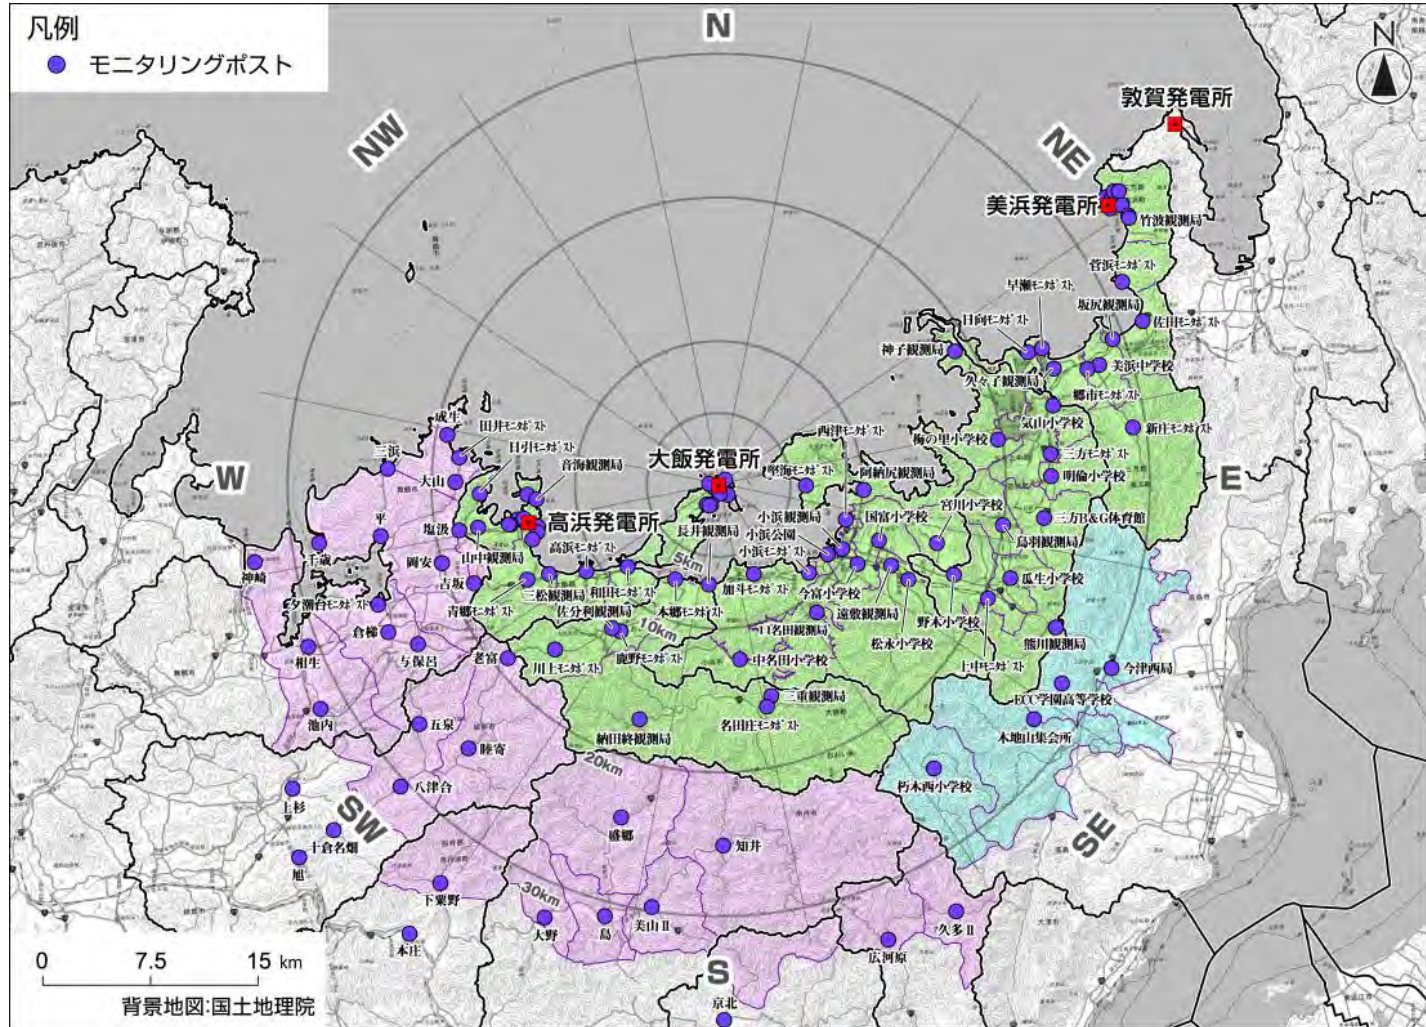 凡例
モニタリングポスト
N
N
NW
NE
敦賀発電所
美浜発電所
竹波観測局
菅浜モニタポスト
早瀬モニタポスト
坂尻観測局
日向モニタポスト
佐田モニタポスト
神子観測局
久々子観測局
美浜中学校
郷市モニタポスト
気山小学校
新庄モニタポスト
成生
田井モニタポスト
日引モニタポスト
音海観測局
西津モニタポスト
梅の里小学校
三方モニタポスト
三浜
大飯発電所
堅海モニタポスト
阿納尻観測局
明倫小学校
W
E
大山
平
塩汲
高浜発電所
長井観測局
小浜観測局
小浜公園
小浜モニタポスト
国富小学校
宮川小学校
三方B&G体育館
鳥羽観測局
山中観測局
高浜モニタポスト
5km
千歳
神崎
岡安
吉坂
青郷モニタポスト
三松観測局
和田モニタポスト
佐分利観測局
本郷モニタポスト
加斗モニタポスト
今富小学校
遠敷観測局
瓜生小学校
夕潮台モニタポスト
倉梯
与保呂
相生
老富
川上モニタポスト
鹿野モニタポスト
10km
口名田観測局
松永小学校
野木小学校
上中モニタポスト
熊川観測局
中名田小学校
今津西局
ECC学園高等学校
三重観測局
名田庄モニタポスト
木地山集会所
納田終観測局
池内
五泉
睦寄
20km
朽木西小学校
八津合
上杉
SW
SE
十倉名畑
旭
盛郷
知井
下粟野
30km
大野
島
美山Ⅱ
久多Ⅱ
広河原
本庄
S
京北
0 7.5 15 km
背景地図:国土地理院